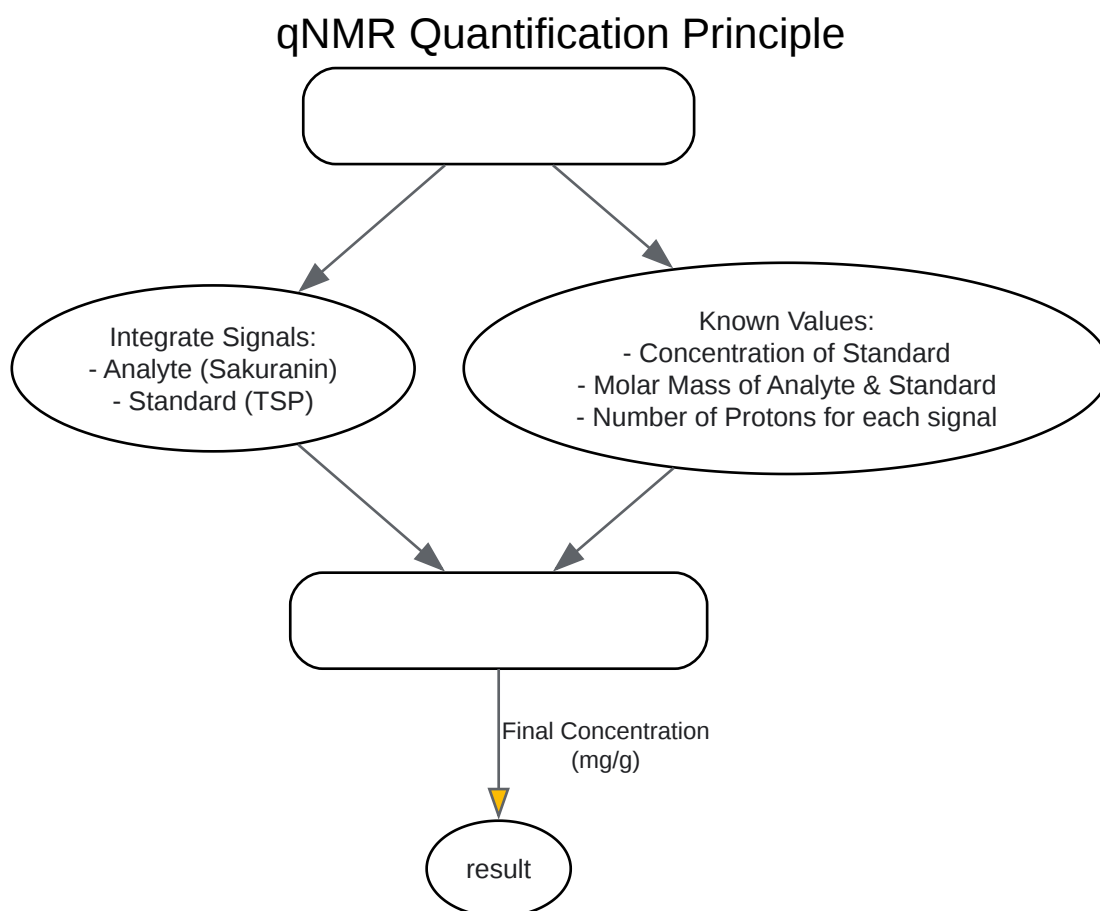 qNMR Quantification Principle
Integrate Signals:
- Analyte (Sakuranin)
- Standard (TSP)
Known Values:
- Concentration of Standard
- Molar Mass of Analyte & Standard
- Number of Protons for each signal
Final Concentration
(mg/g)
result